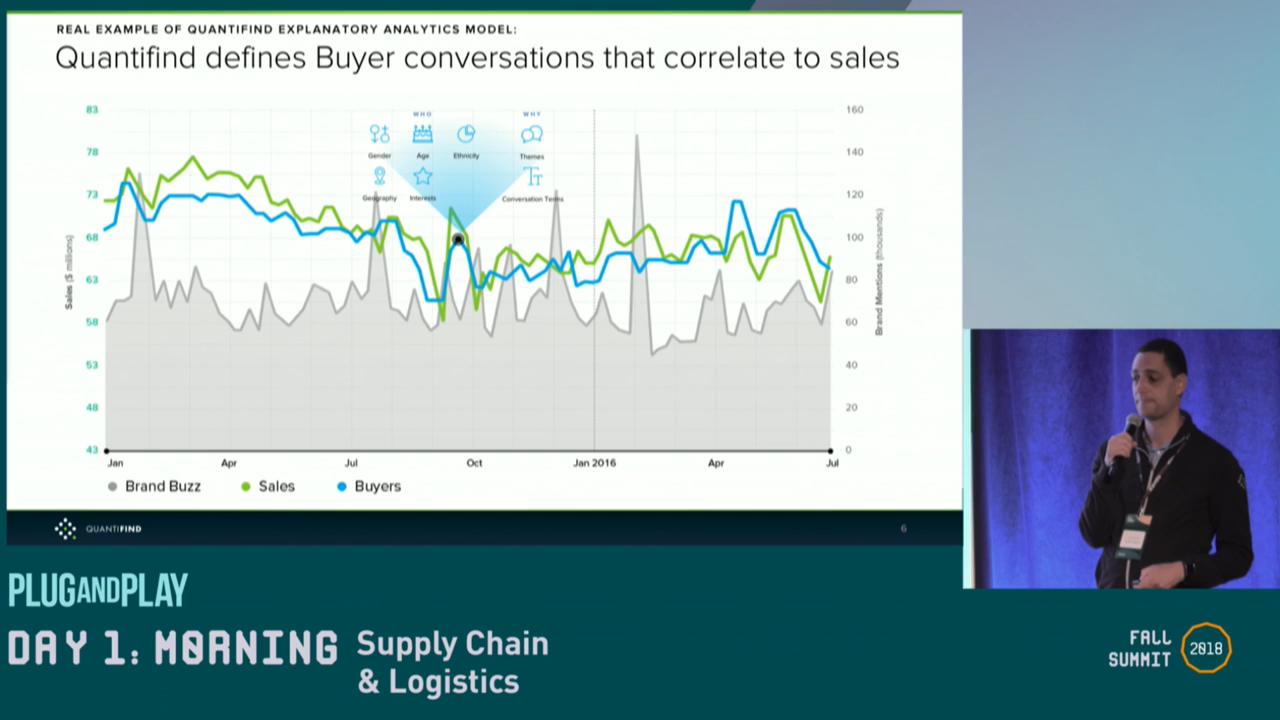 REAL EXAMPLE OF QUANTIFIND EXPLANATORY ANALYTICS MODEL:
Quantifind defines Buyer conversations that correlate to sales
83
78
73
68
63
58
53
48
43
Sales ($ millions)
WHO
WHY
Gender
Age
Ethnicity
Themes
Geography
Interests
Conversation Terms
160
140
120
100
80
60
40
20
0
Brand Mentions (thousands)
Jan
Apr
Jul
Oct
Jan 2016
Apr
Jul
Brand Buzz
Sales
Buyers
QUANTIFIND
6
PLUGANDPLAY
DAY 1: MORNING
Supply Chain
& Logistics
FALL
SUMMIT
2018